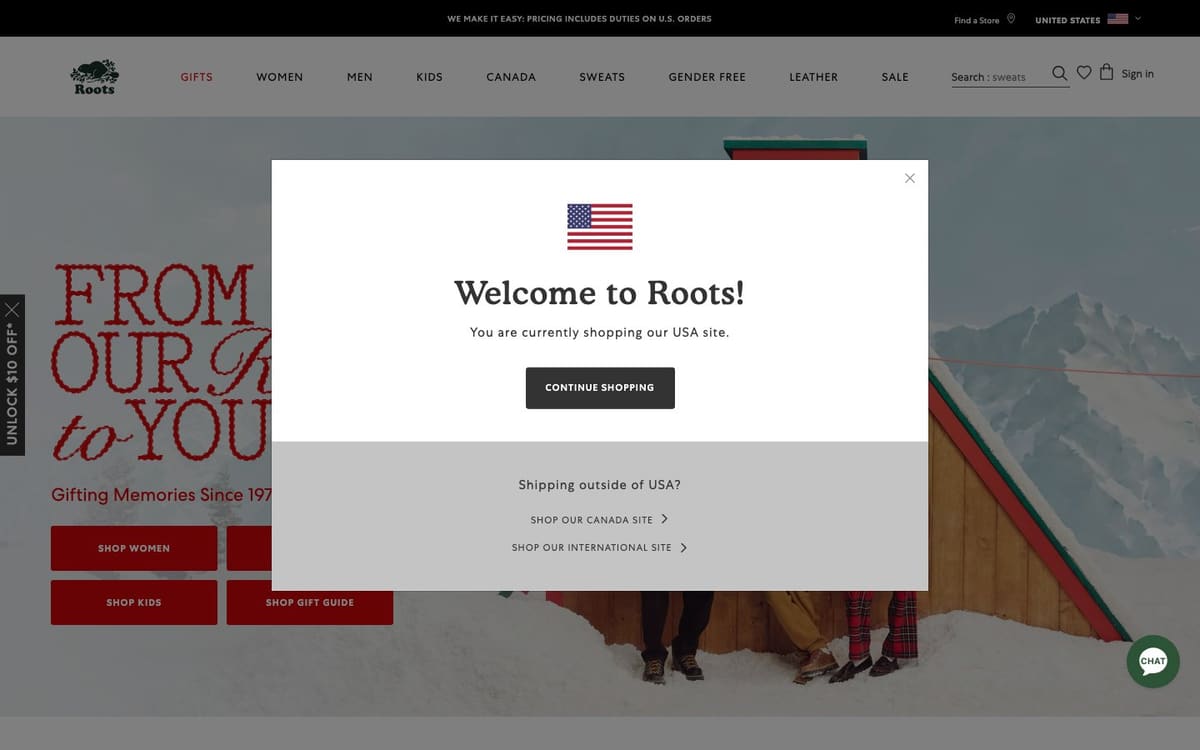 WE MAKE IT EASY: PRICING INCLUDES DUTIES ON U.S. ORDERS
Find a Store
UNITED STATES
Roots
GIFTS
WOMEN
MEN
KIDS
CANADA
SWEATS
GENDER FREE
LEATHER
SALE
Search : sweats
Sign in
UNLOCK $10 OFF*
FROM
OUR
to YOU
Gifting Memories Since 197
SHOP WOMEN
SHOP KIDS
SHOP GIFT GUIDE
Welcome to Roots!
You are currently shopping our USA site.
CONTINUE SHOPPING
Shipping outside of USA?
SHOP OUR CANADA SITE
SHOP OUR INTERNATIONAL SITE
CHAT